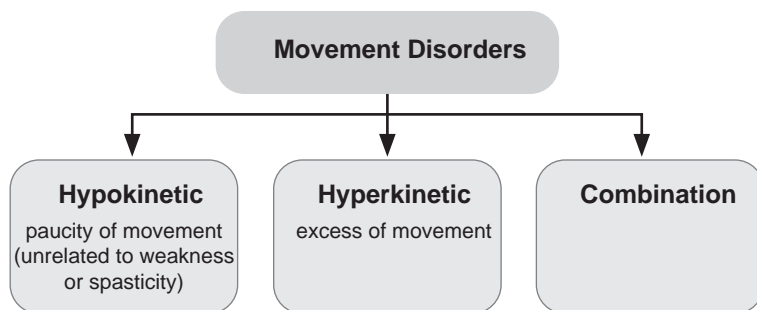 Movement Disorders
Hypokinetic
paucity of movement
(unrelated to weakness
or spasticity)
Hyperkinetic
excess of movement
Combination